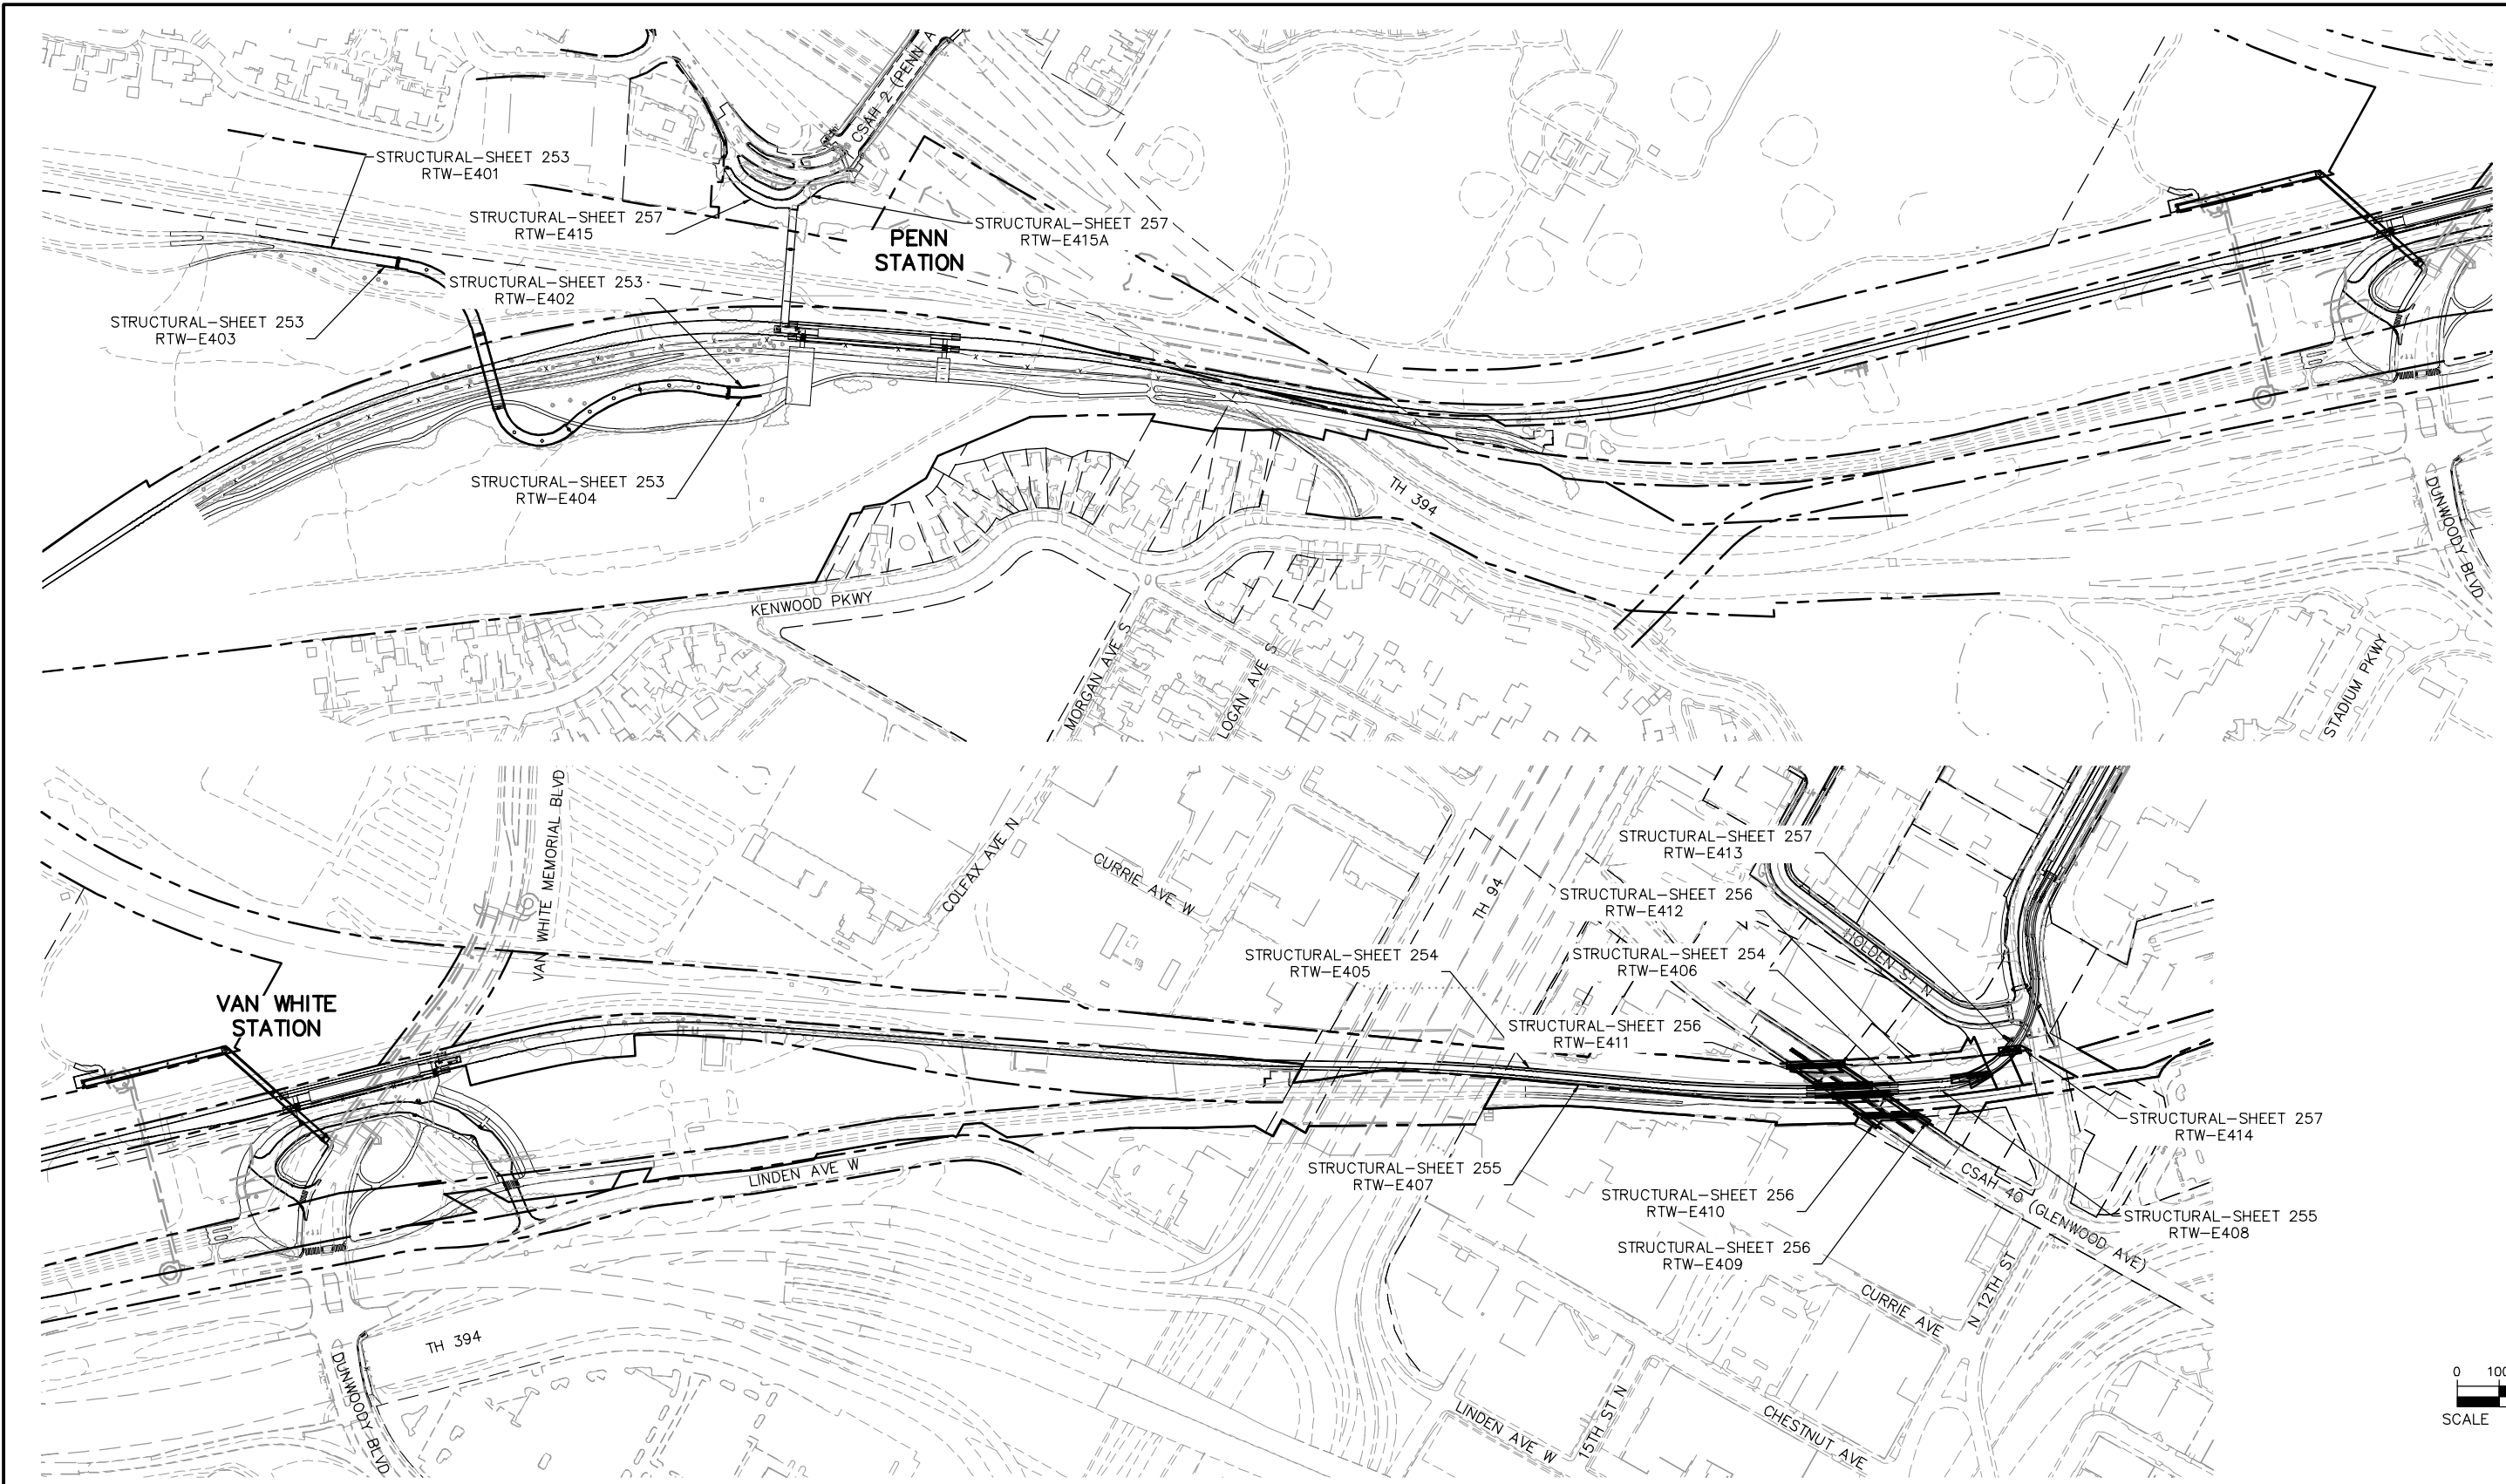 CSAH 2 (PENN A
STRUCTURAL-SHEET 253
RTW-E401
STRUCTURAL-SHEET 257
RTW-E415
STRUCTURAL-SHEET 257
RTW-E415A
PENN
STATION
STRUCTURAL-SHEET 253
RTW-E402
STRUCTURAL-SHEET 253
RTW-E403
STRUCTURAL-SHEET 253
RTW-E404
TH 394
DUNWOODY BLVD
KENWOOD PKWY
MORGAN AVE S
LOGAN AVE S
STADIUM PKWY
VAN WHITE MEMORIAL BLVD
COLFAX AVE N
CURRIE AVE W
TH 94
STRUCTURAL-SHEET 257
RTW-E413
STRUCTURAL-SHEET 256
RTW-E412
STRUCTURAL-SHEET 254
RTW-E405
STRUCTURAL-SHEET 254
RTW-E406
HOLDEN ST N
VAN WHITE
STATION
STRUCTURAL-SHEET 256
RTW-E411
STRUCTURAL-SHEET 257
RTW-E414
LINDEN AVE W
STRUCTURAL-SHEET 255
RTW-E407
STRUCTURAL-SHEET 256
RTW-E410
CSAH 40 (GLENWOOD AVE)
STRUCTURAL-SHEET 255
RTW-E408
STRUCTURAL-SHEET 256
RTW-E409
N 12TH ST
CURRIE AVE
TH 394
DUNWOODY BLVD
LINDEN AVE W
15TH ST N
CHESTNUT AVE
0 100
SCALE